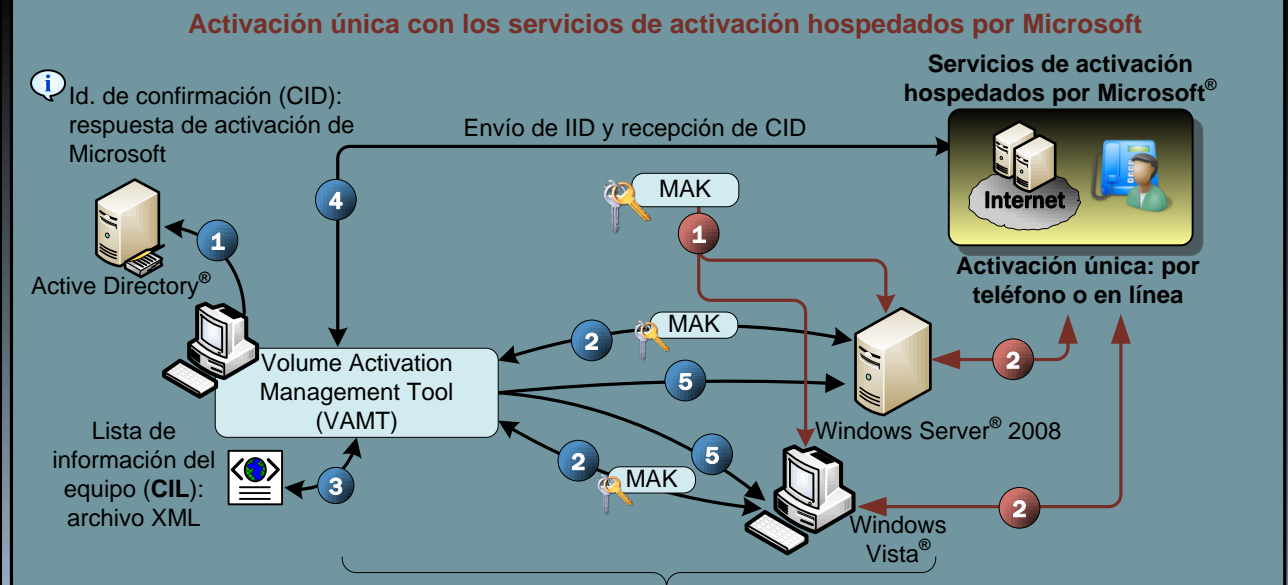 Activación única con los servicios de activación hospedados por Microsoft
Servicios de activación
hospedados por Microsoft®
i
Id. de confirmación (CID):
respuesta de activación de
Microsoft
Envío de IID y recepción de CID
4
MAK
Internet
1
1
Active Directory®
Activación única: por
teléfono o en línea
2
MAK
2
Volume Activation
Management Tool
(VAMT)
5
Windows Server® 2008
Lista de
información del
equipo (CIL):
archivo XML
3
2
MAK
5
2
Windows
Vista®